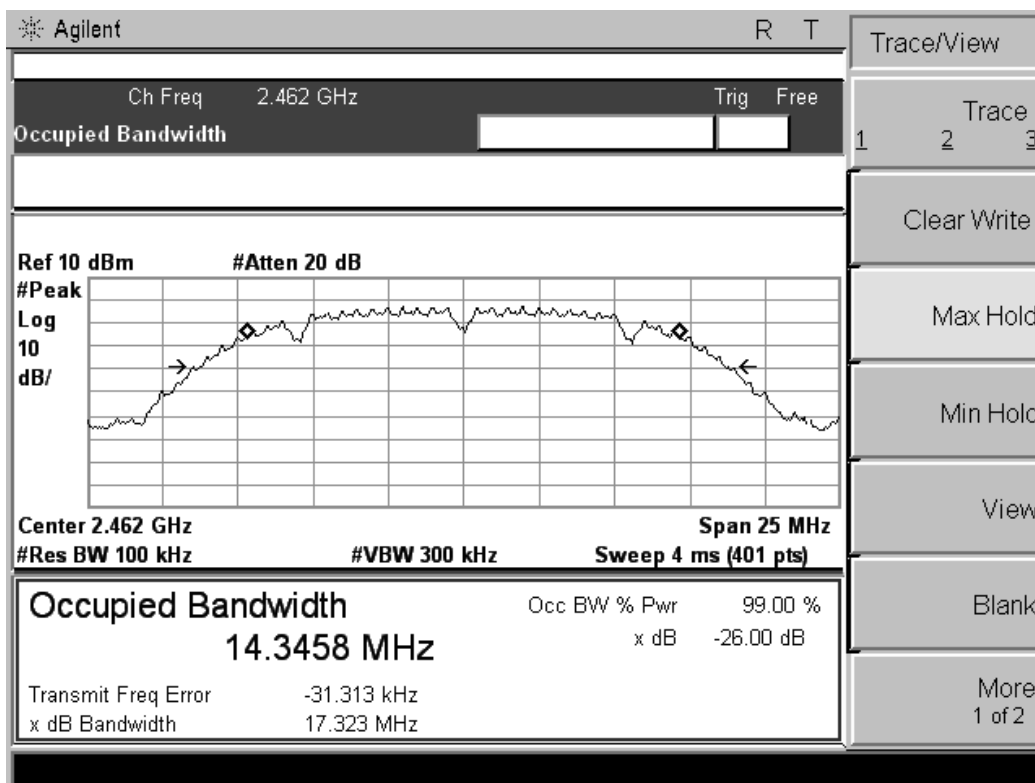 Agilent
R T
Trace/View
Ch Freq 2.462 GHz
Trig Free
Occupied Bandwidth
Trace
1 2 3
Clear Write
Max Hold
Min Hold
View
Blank
More
1 of 2
Ref 10 dBm #Atten 20 dB
#Peak
Log
10
dB/
Center 2.462 GHz
Span 25 MHz
#Res BW 100 kHz
#VBW 300 kHz
Sweep 4 ms (401 pts)
Occupied Bandwidth
14.3458 MHz
Occ BW % Pwr 99.00 %
x dB -26.00 dB
Transmit Freq Error -31.313 kHz
x dB Bandwidth 17.323 MHz